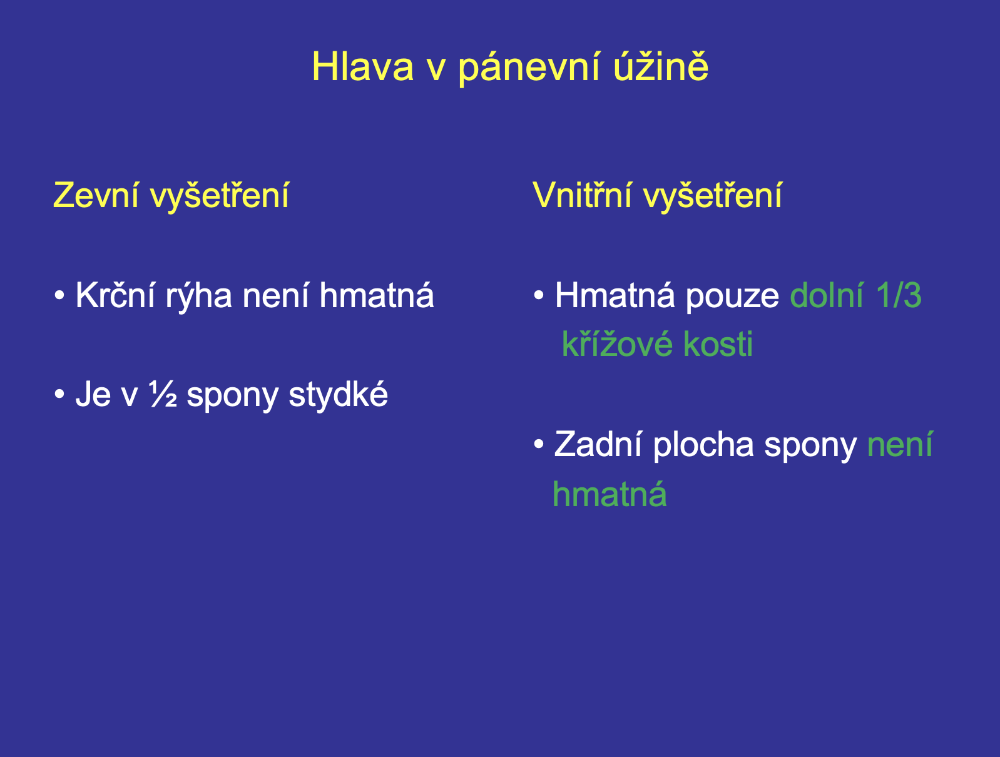 Hlava v pánevní úžině
Zevní vyšetření
• Krční rýha není hmatná
• Je v ½ spony stydké
Vnitřní vyšetření
• Hmatná pouze dolní 1/3
křížové kosti
• Zadní plocha spony není
hmatná